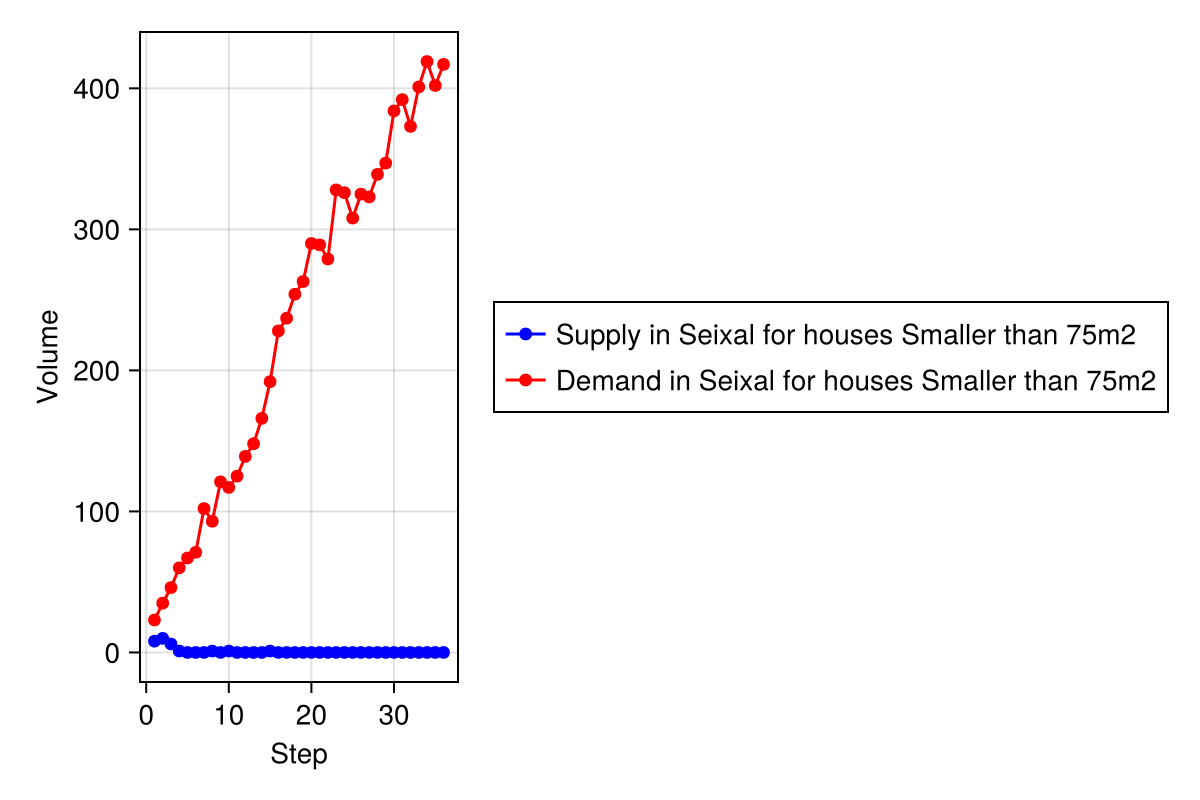 400
300
200
100
0
Volume
0 10 20 30
Step
Supply in Seixal for houses Smaller than 75m2
Demand in Seixal for houses Smaller than 75m2